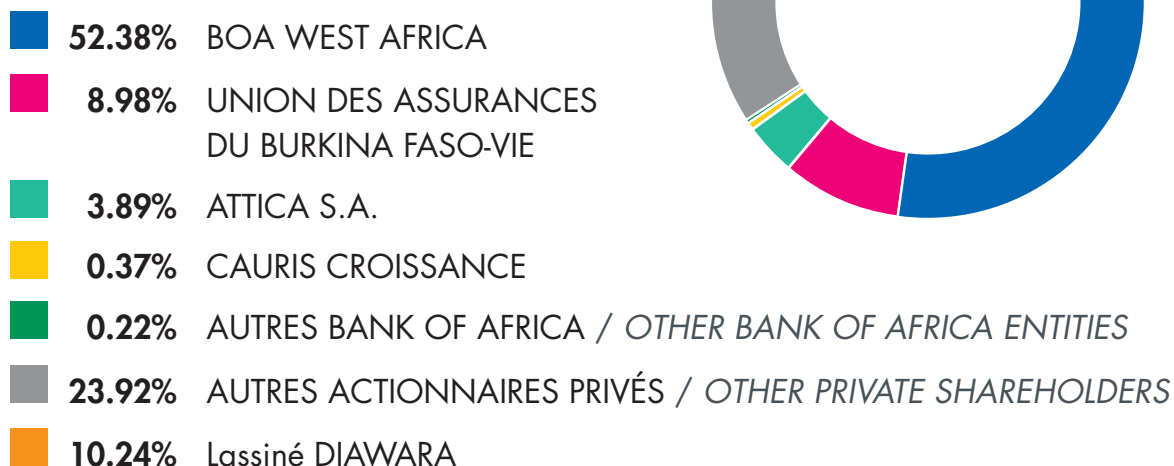 52.38% BOA WEST AFRICA
8.98% UNION DES ASSURANCES
DU BURKINA FASO-VIE
3.89% ATTICA S.A.
0.37% CAURIS CROISSANCE
0.22% AUTRES BANK OF AFRICA / OTHER BANK OF AFRICA ENTITIES
23.92% AUTRES ACTIONNAIRES PRIVÉS / OTHER PRIVATE SHAREHOLDERS
10.24% Lassiné DIAWARA